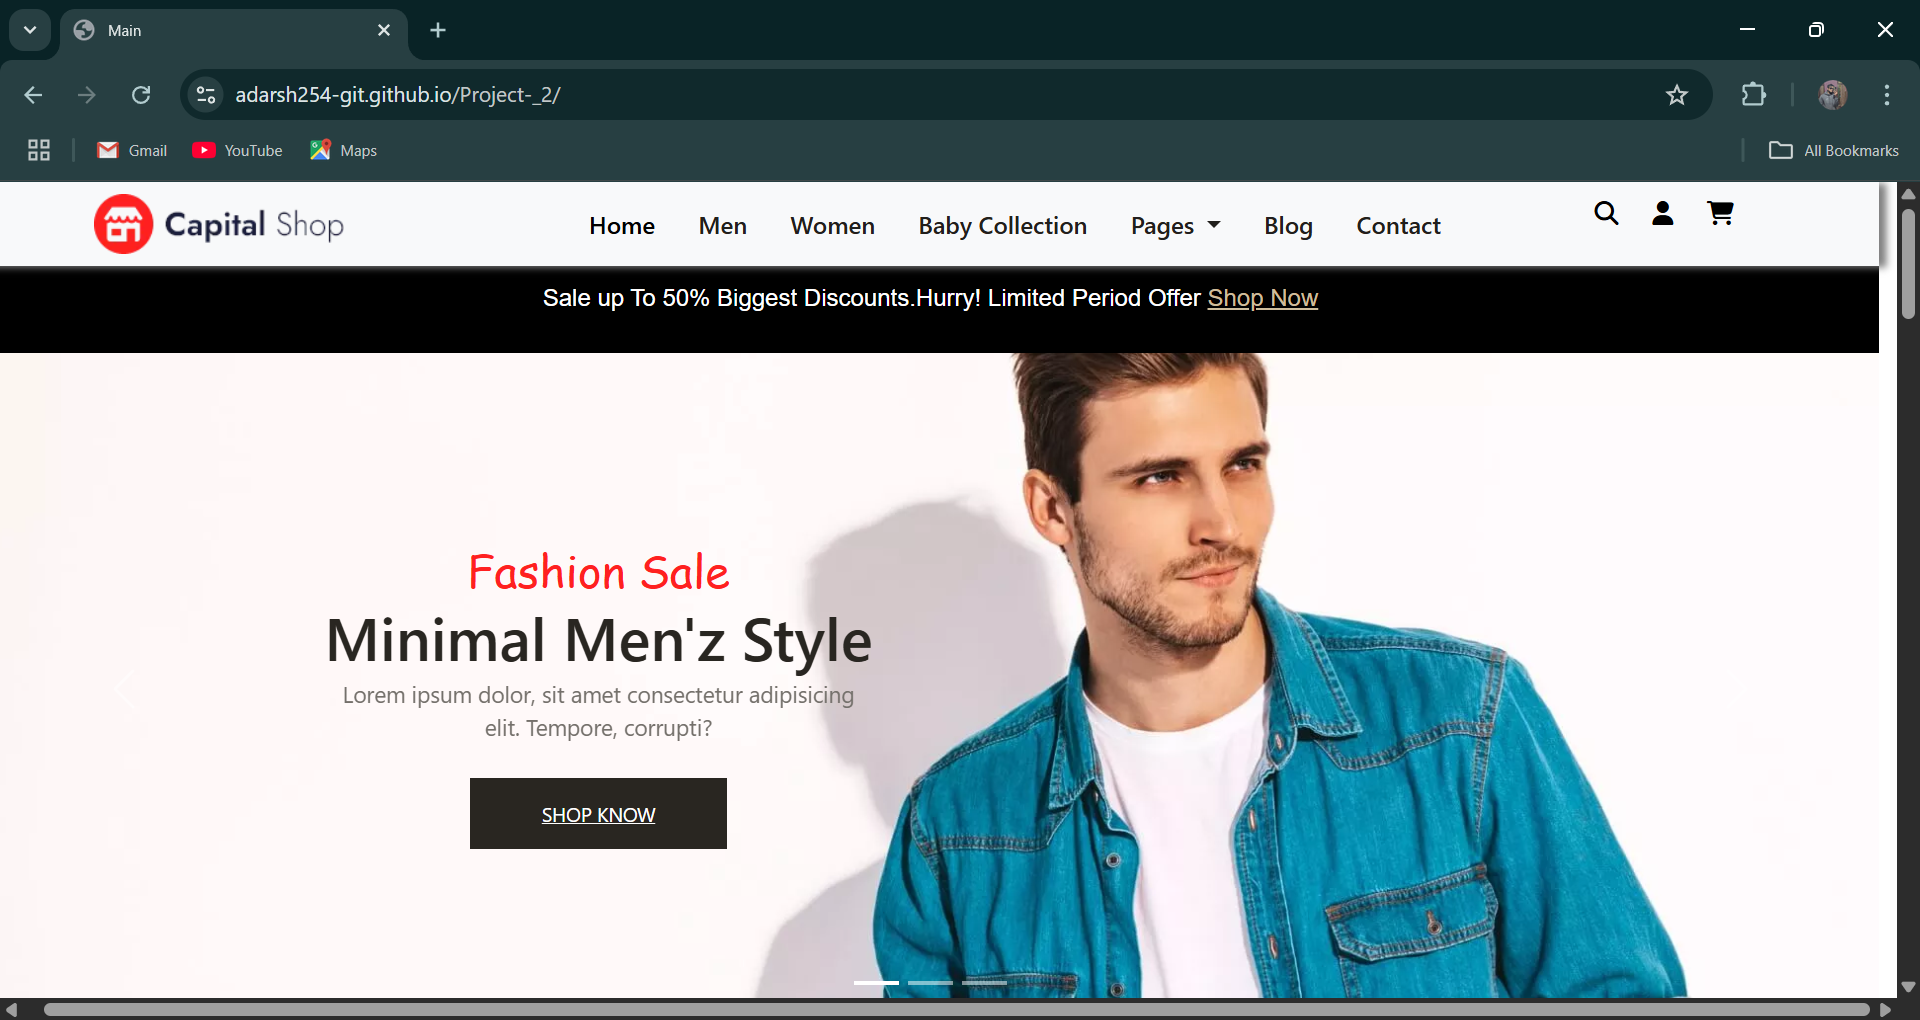 Main
adarsh254-git.github.io/Project-_2/
Gmail YouTube Maps All Bookmarks
Capital Shop Home Men Women Baby Collection Pages Blog Contact
Sale up To 50% Biggest Discounts.Hurry! Limited Period Offer Shop Now
Fashion Sale
Minimal Men'z Style
Lorem ipsum dolor, sit amet consectetur adipisicing
elit. Tempore, corrupti?
SHOP KNOW